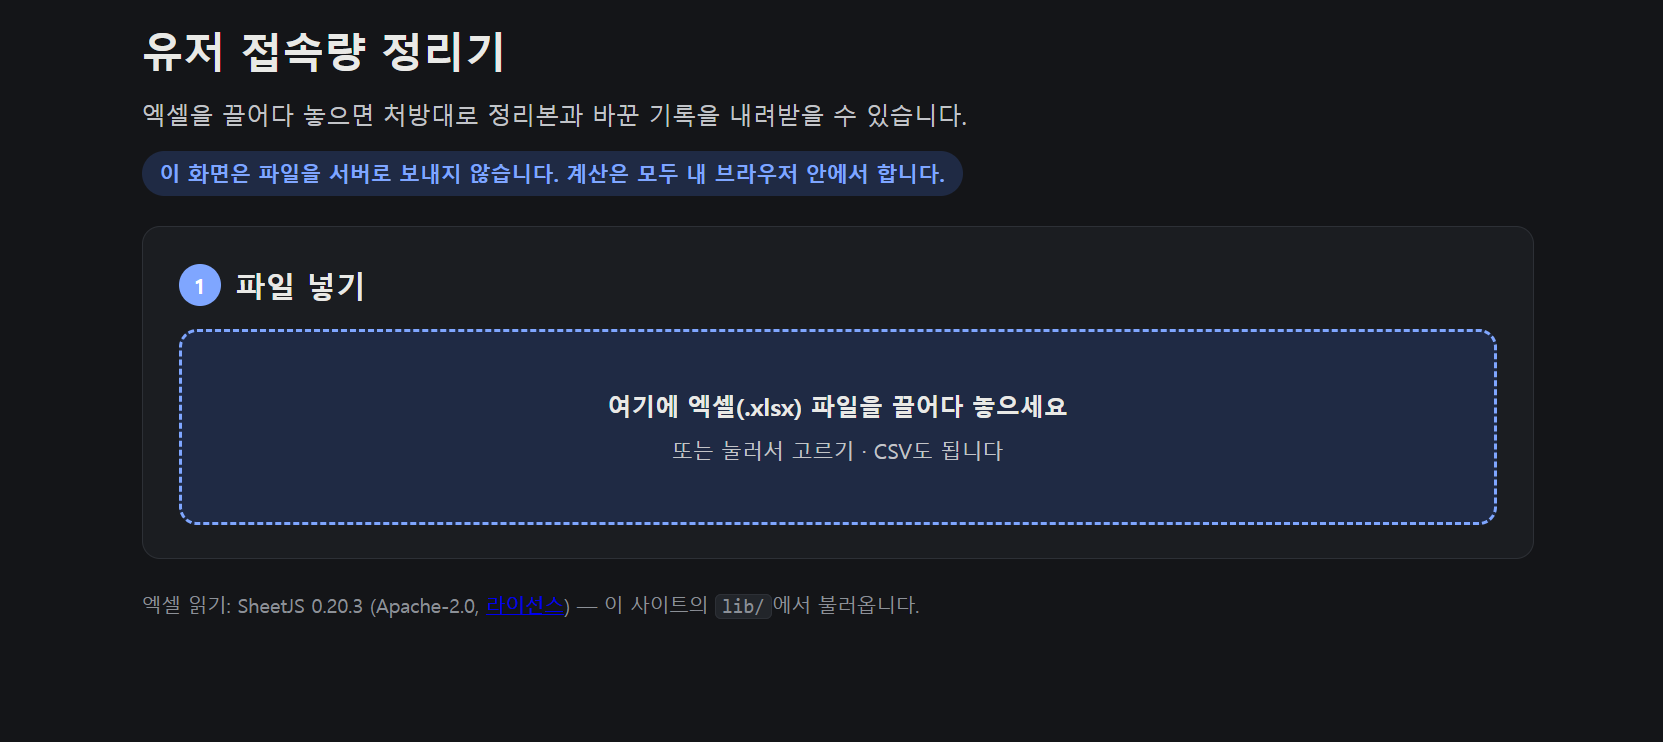 유저 접속량 정리기
엑셀을 끌어다 놓으면 처방대로 정리본과 바꾼 기록을 내려받을 수 있습니다.
이 화면은 파일을 서버로 보내지 않습니다. 계산은 모두 내 브라우저 안에서 합니다.
1 파일 넣기
여기에 엑셀(.xlsx) 파일을 끌어다 놓으세요
또는 눌러서 고르기 · CSV도 됩니다
엑셀 읽기: SheetJS 0.20.3 (Apache-2.0, 라이선스) — 이 사이트의 lib/에서 불러옵니다.